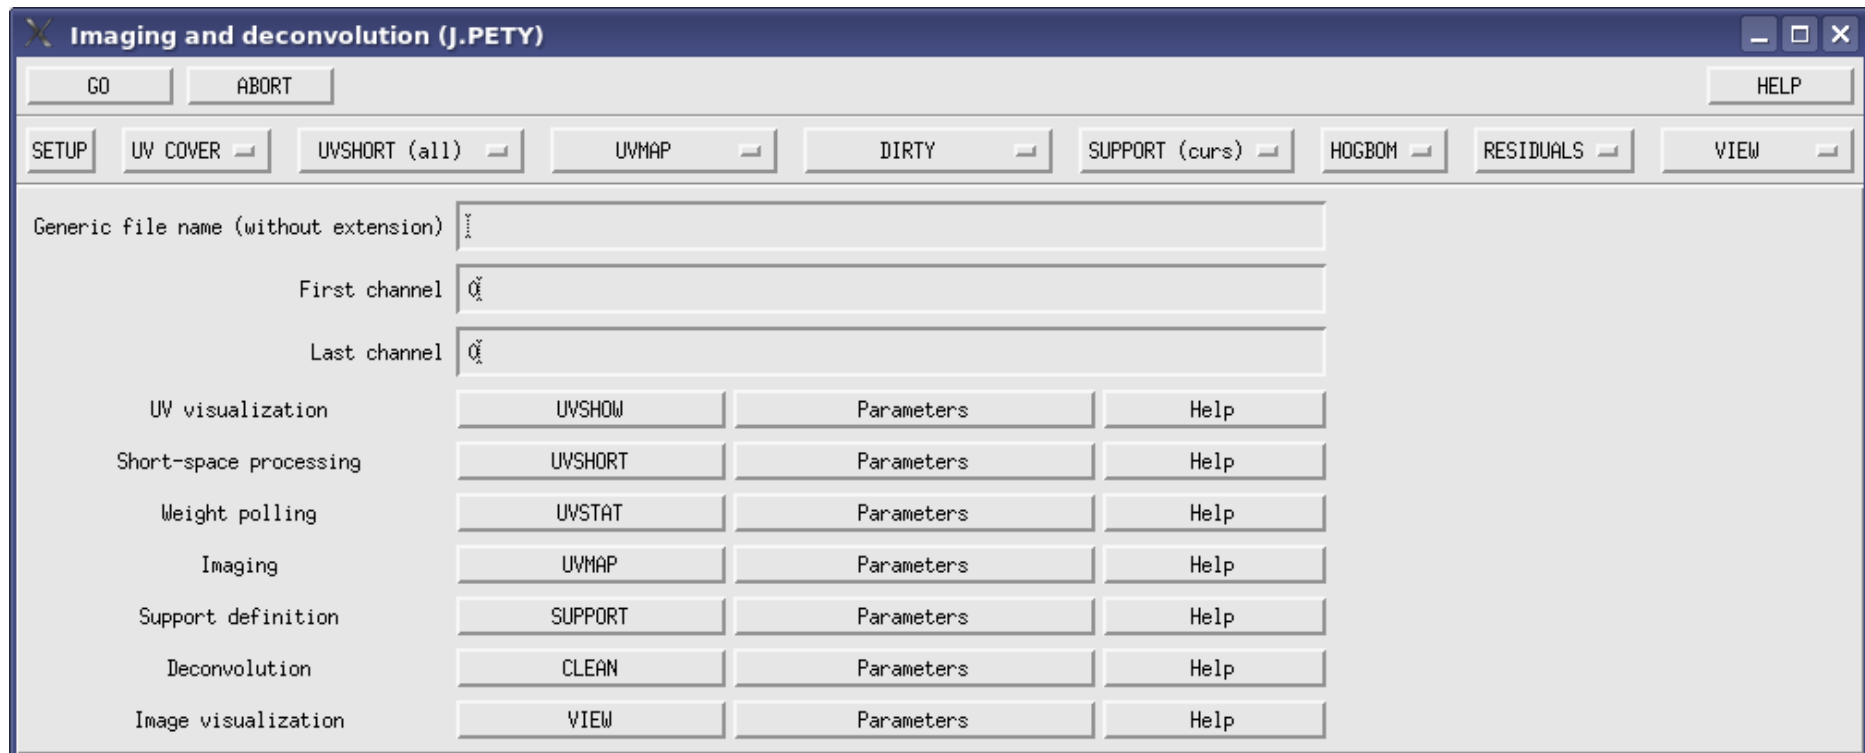 Imaging and deconvolution (J.PETY)
GO ABORT HELP
SETUP UV COVER UVSHORT (all) UVMAP DIRTY SUPPORT (curs) HOGBOM RESIDUALS VIEW
Generic file name (without extension)
First channel 0
Last channel 0
UV visualization UVSHOW Parameters Help
Short-space processing UVSHORT Parameters Help
Weight polling UVSTAT Parameters Help
Imaging UVMAP Parameters Help
Support definition SUPPORT Parameters Help
Deconvolution CLEAN Parameters Help
Image visualization VIEW Parameters Help